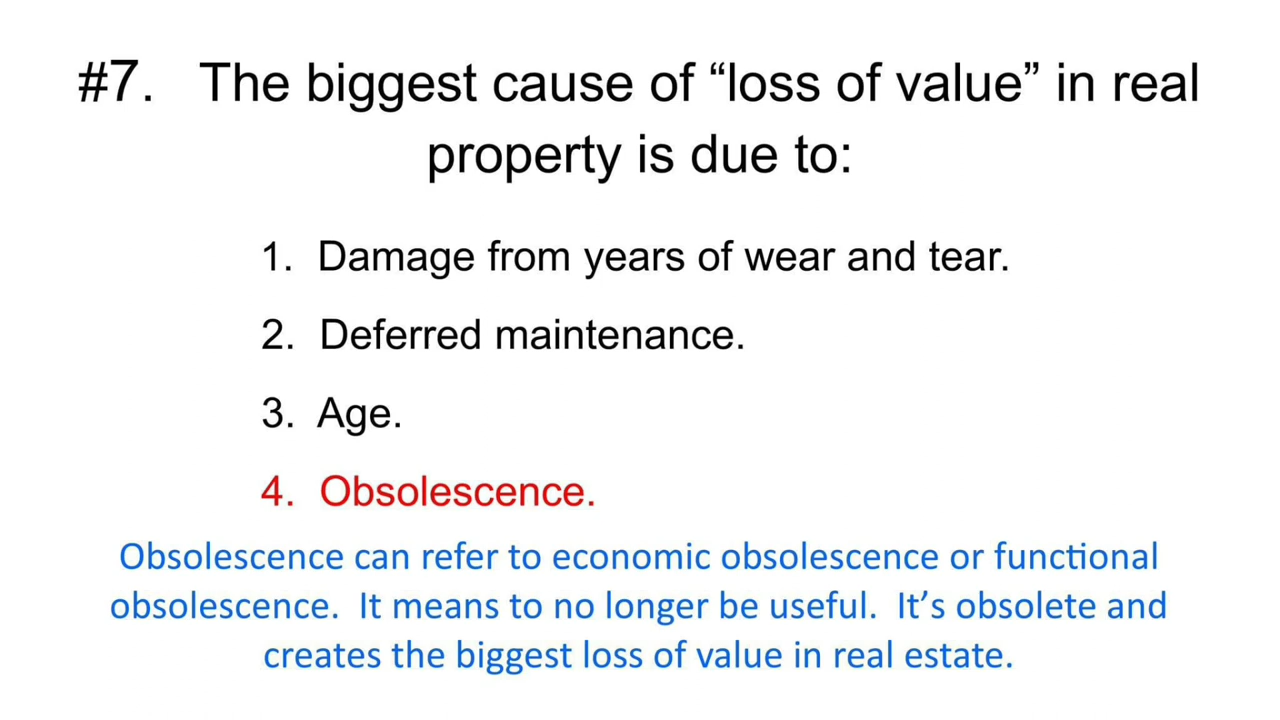 #7. The biggest cause of “loss of value” in real
property is due to:
1. Damage from years of wear and tear.
2. Deferred maintenance.
3. Age.
4. Obsolescence.
Obsolescence can refer to economic obsolescence or functional
obsolescence. It means to no longer be useful. It’s obsolete and
creates the biggest loss of value in real estate.